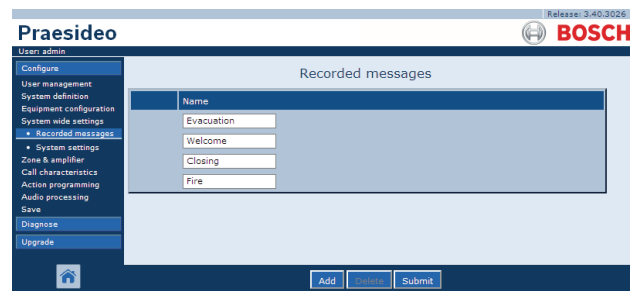 Release: 3.40.3026
Praesideo
BOSCH
User: admin
Configure
User management
System definition
Equipment configuration
System wide settings
• Recorded messages
• System settings
Zone & amplifier
Call characteristics
Action programming
Audio processing
Save
Diagnose
Upgrade
Recorded messages
Name
Evacuation
Welcome
Closing
Fire
Add Delete Submit